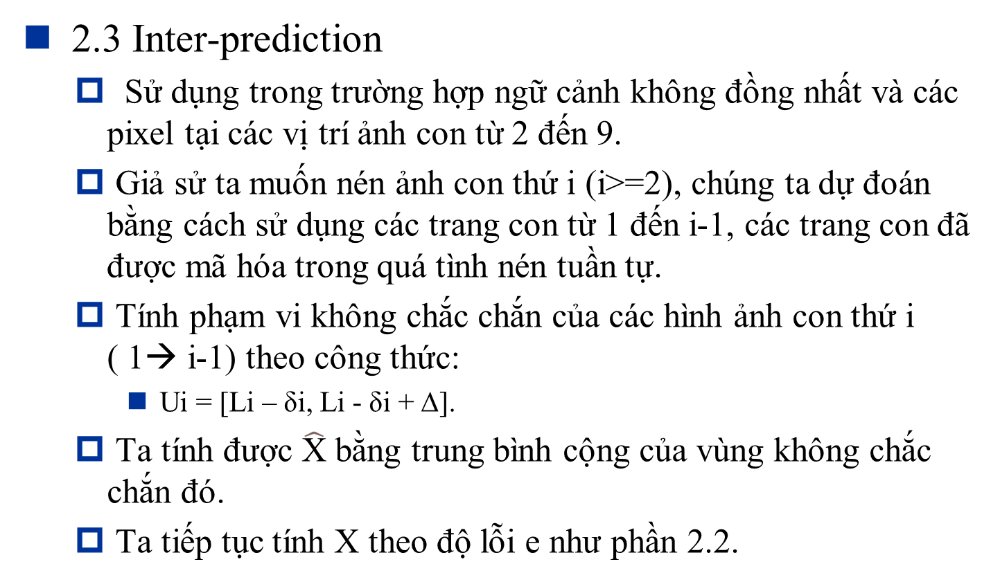 2.3 Inter-prediction
Sử dụng trong trường hợp ngữ cảnh không đồng nhất và các
pixel tại các vị trí ảnh con từ 2 đến 9.
Giả sử ta muốn nén ảnh con thứ i (i>=2), chúng ta dự đoán
bằng cách sử dụng các trang con từ 1 đến i-1, các trang con đã
được mã hóa trong quá tình nén tuần tự.
Tính phạm vi không chắc chắn của các hình ảnh con thứ i
( 1→ i-1) theo công thức:
Ui = [Li – δi, Li - δi + Δ].
Ta tính được X̂ bằng trung bình cộng của vùng không chắc
chắn đó.
Ta tiếp tục tính X theo độ lỗi e như phần 2.2.